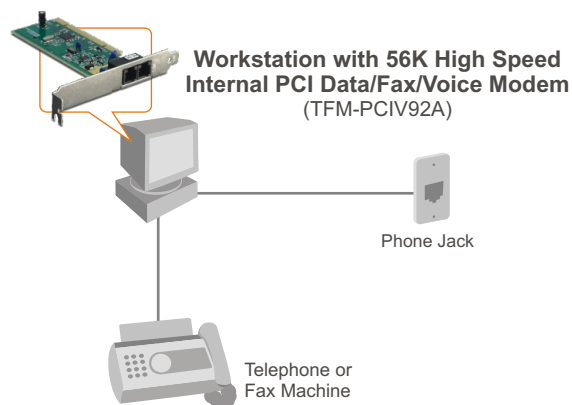 Workstation with 56K High Speed
Internal PCI Data/Fax/Voice Modem
(TFM-PCIV92A)
Phone Jack
Telephone or
Fax Machine